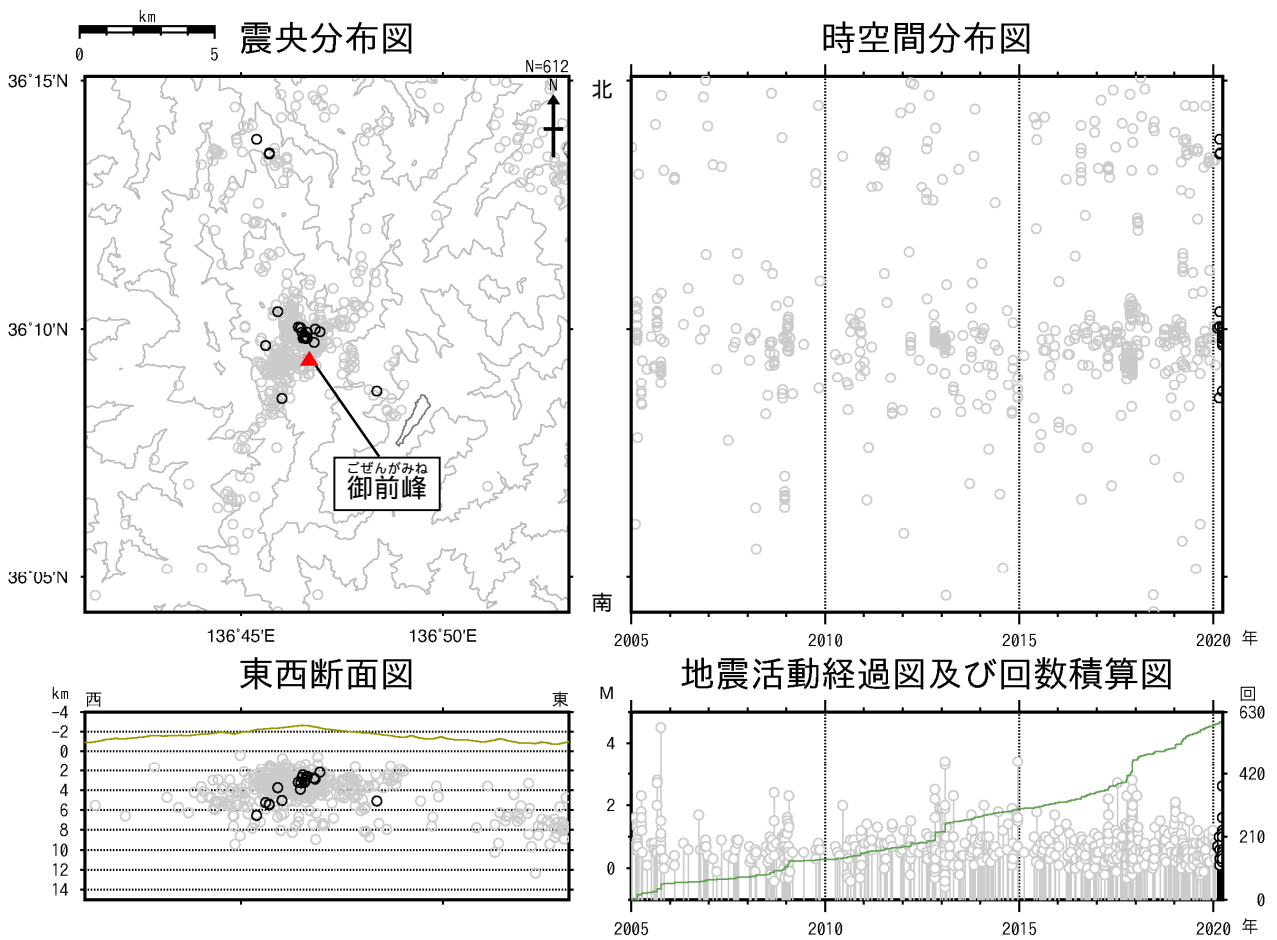 km
0 5
震央分布図
N=612
N
36°15'N
36°10'N
36°05'N
136°45'E 136°50'E
ごぜんがみね
御前峰
時空間分布図
北
南
2005 2010 2015 2020 年
東西断面図
km 西 東
-4
-2
0
2
4
6
8
10
12
14
地震活動経過図及び回数積算図
M 回
4
2
0
630
420
210
0
2005 2010 2015 2020 年